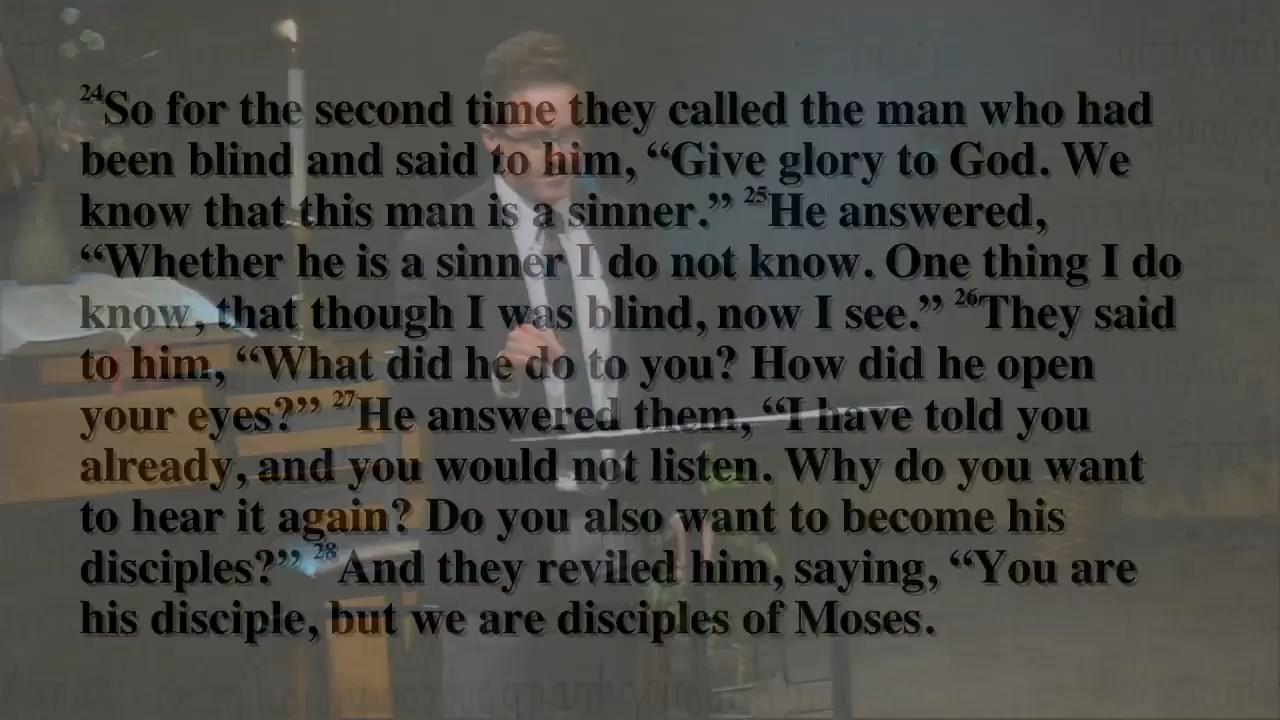 24So for the second time they called the man who had
been blind and said to him, “Give glory to God. We
know that this man is a sinner.” 25He answered,
“Whether he is a sinner I do not know. One thing I do
know, that though I was blind, now I see.” 26They said
to him, “What did he do to you? How did he open
your eyes?” 27He answered them, “I have told you
already, and you would not listen. Why do you want
to hear it again? Do you also want to become his
disciples?” 28And they reviled him, saying, “You are
his disciple, but we are disciples of Moses.